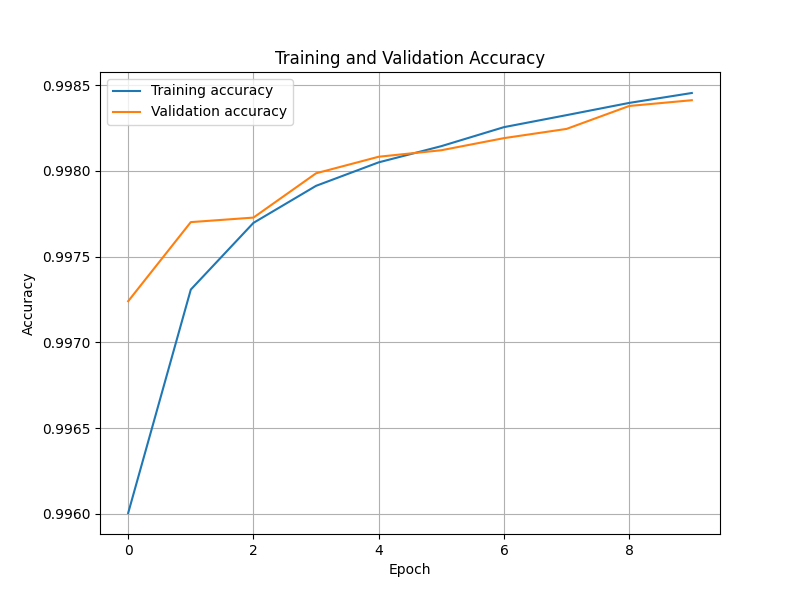 Training and Validation Accuracy
Training accuracy
Validation accuracy
0.9985
0.9980
0.9975
0.9970
0.9965
0.9960
Accuracy
0 2 4 6 8
Epoch